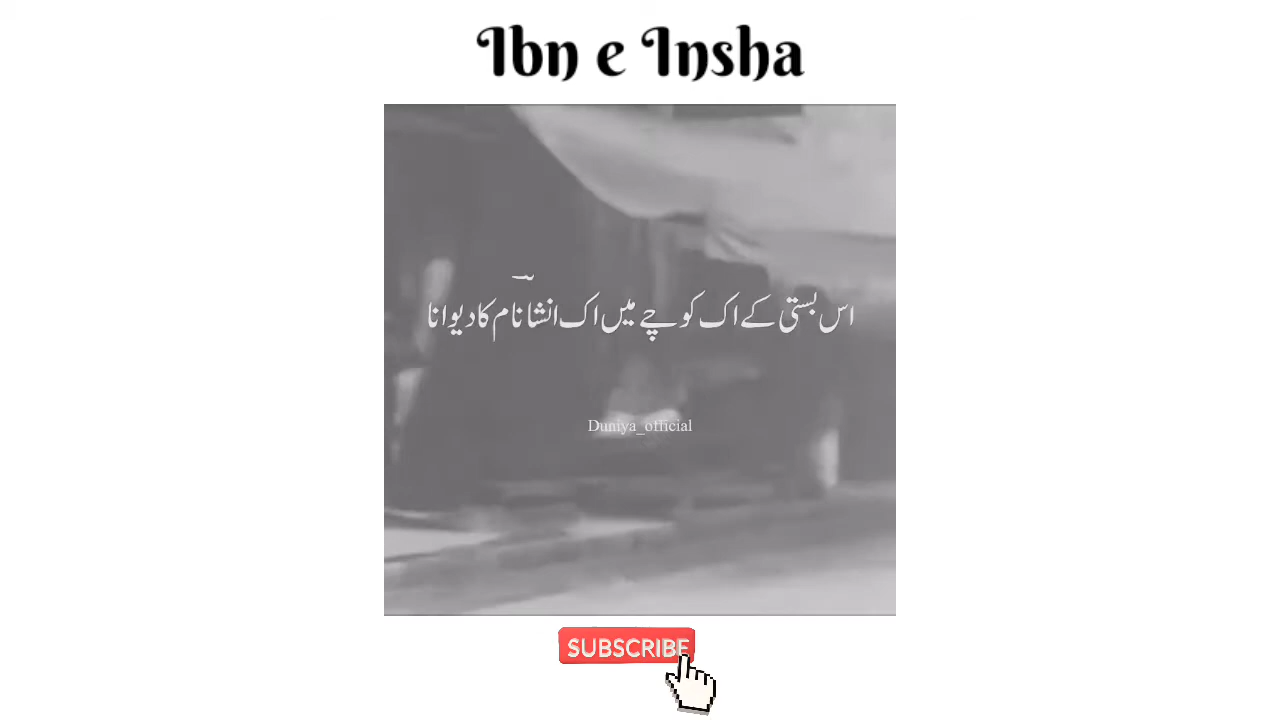 Ibn e Insha
اس بستی کے اک کوچے میں اک انشاؔ نام کا دیوانا
Duniya_official
SUBSCRIBE